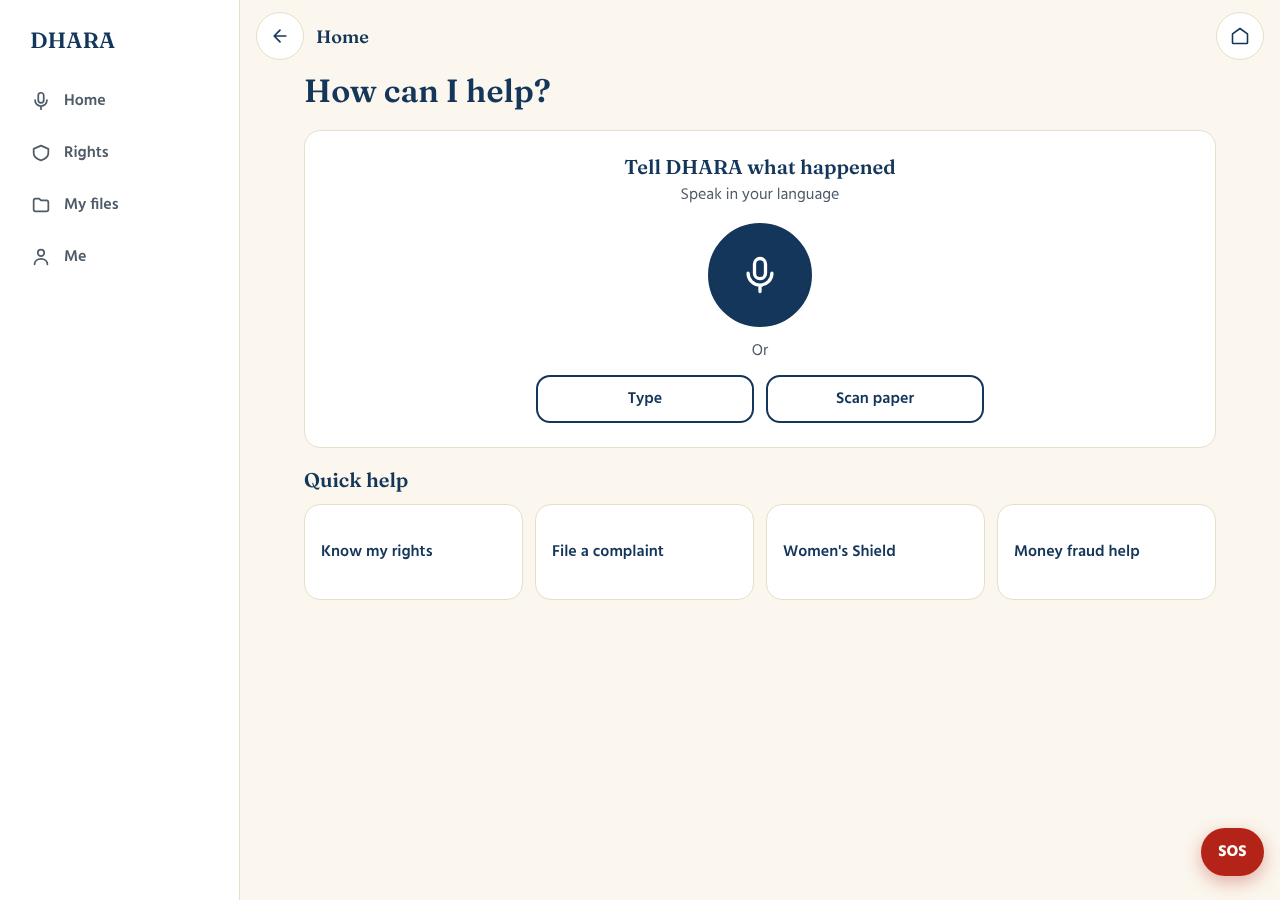 DHARA
Home
Rights
My files
Me
Home
How can I help?
Tell DHARA what happened
Speak in your language
Or
Type
Scan paper
Quick help
Know my rights
File a complaint
Women's Shield
Money fraud help
SOS